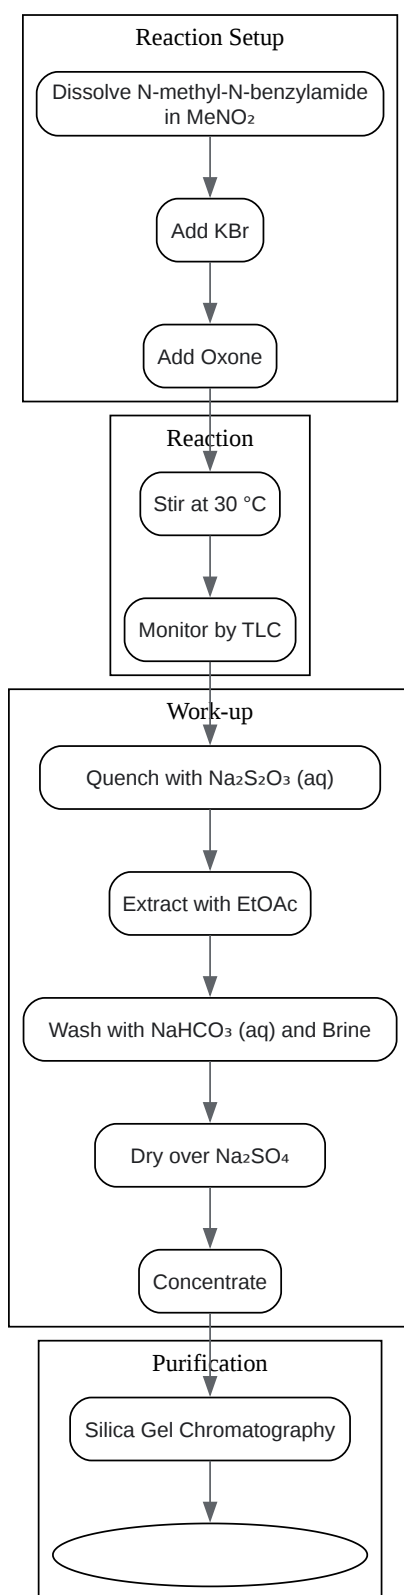 Reaction Setup
Dissolve N-methyl-N-benzylamide
in MeNO₂
Add KBr
Add Oxone
Reaction
Stir at 30 °C
Monitor by TLC
Work-up
Quench with Na₂S₂O₃ (aq)
Extract with EtOAc
Wash with NaHCO₃ (aq) and Brine
Dry over Na₂SO₄
Concentrate
Purification
Silica Gel Chromatography